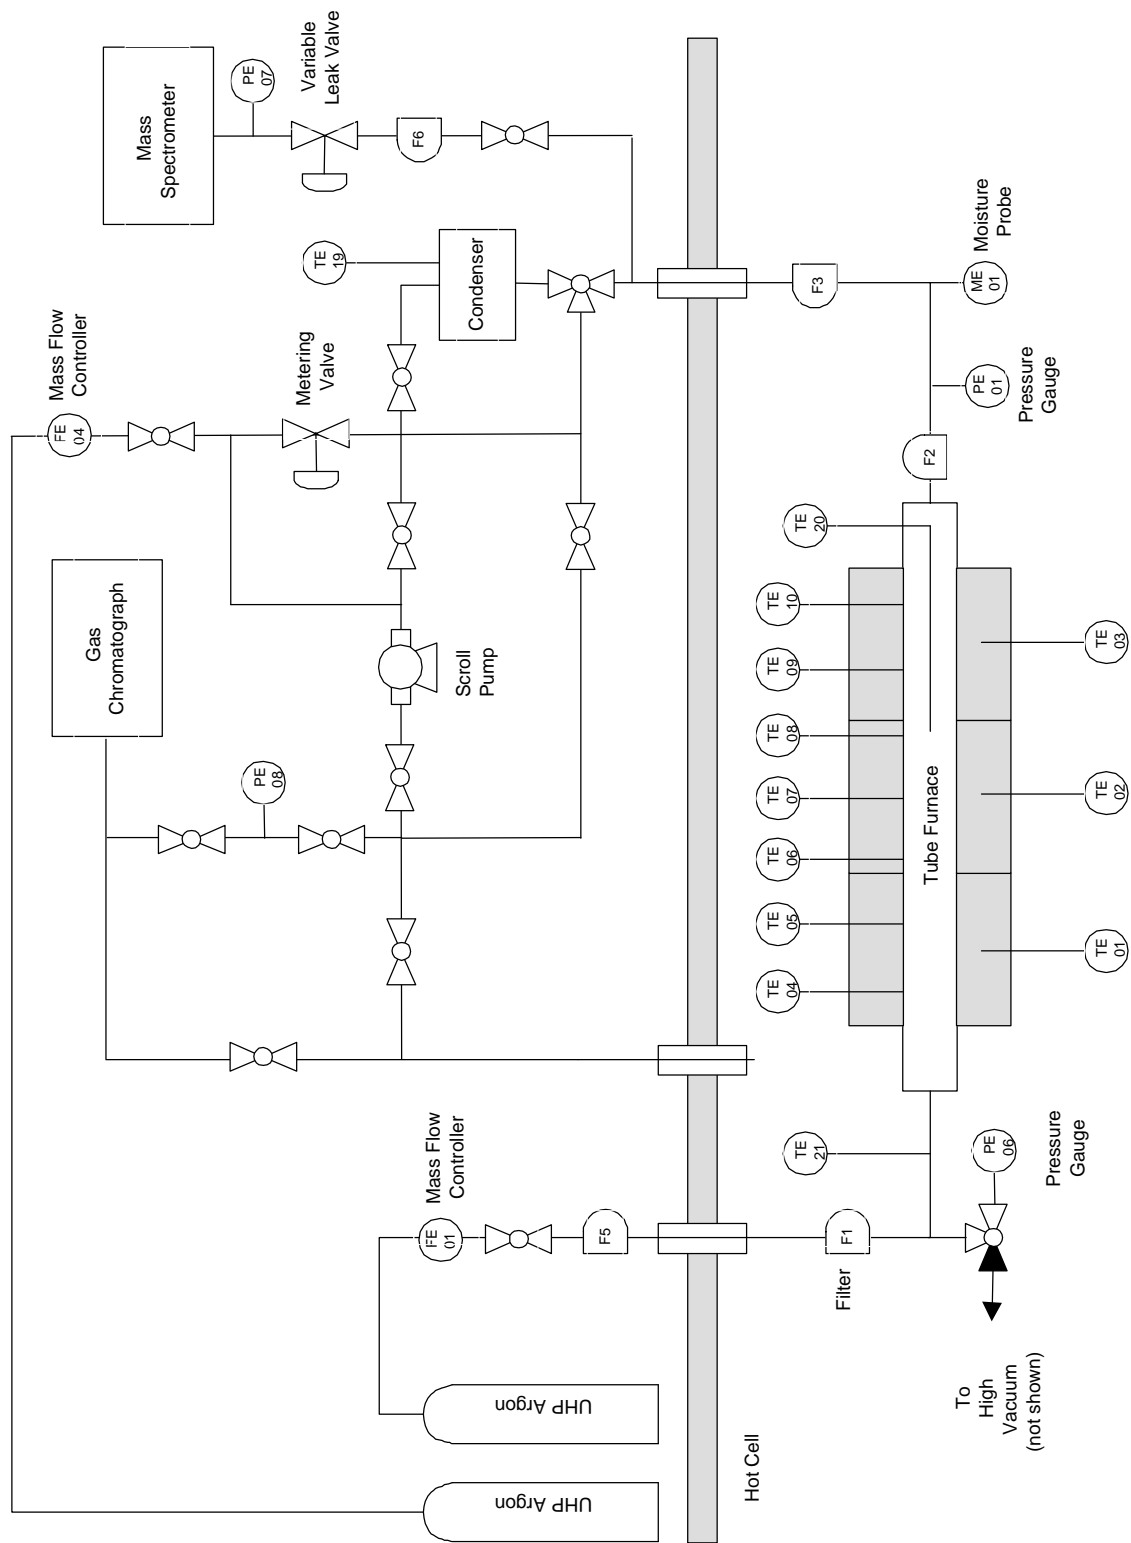 Mass
Spectrometer
PE
07
Variable
Leak Valve
F6
TE
19
Condenser
Mass Flow
Controller
FE
04
Metering
Valve
Gas
Chromatograph
PE
08
Scroll
Pump
Mass Flow
Controller
FE
01
F5
UHP Argon
UHP Argon
Hot Cell
F3
ME
01
Moisture
Probe
PE
01
Pressure
Gauge
F2
TE
20
TE
10
TE
09
TE
08
TE
07
TE
06
TE
05
TE
04
Tube Furnace
TE
03
TE
02
TE
01
TE
21
F1
Filter
PE
06
Pressure
Gauge
To
High
Vacuum
(not shown)